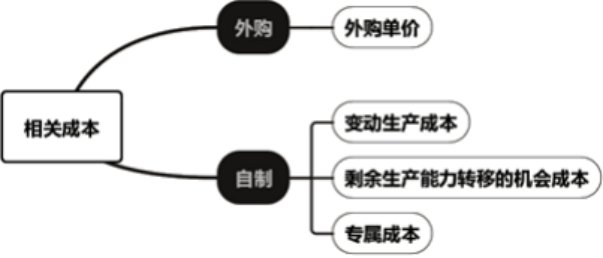 外购
外购单价
相关成本
变动生产成本
自制
剩余生产能力转移的机会成本
专属成本